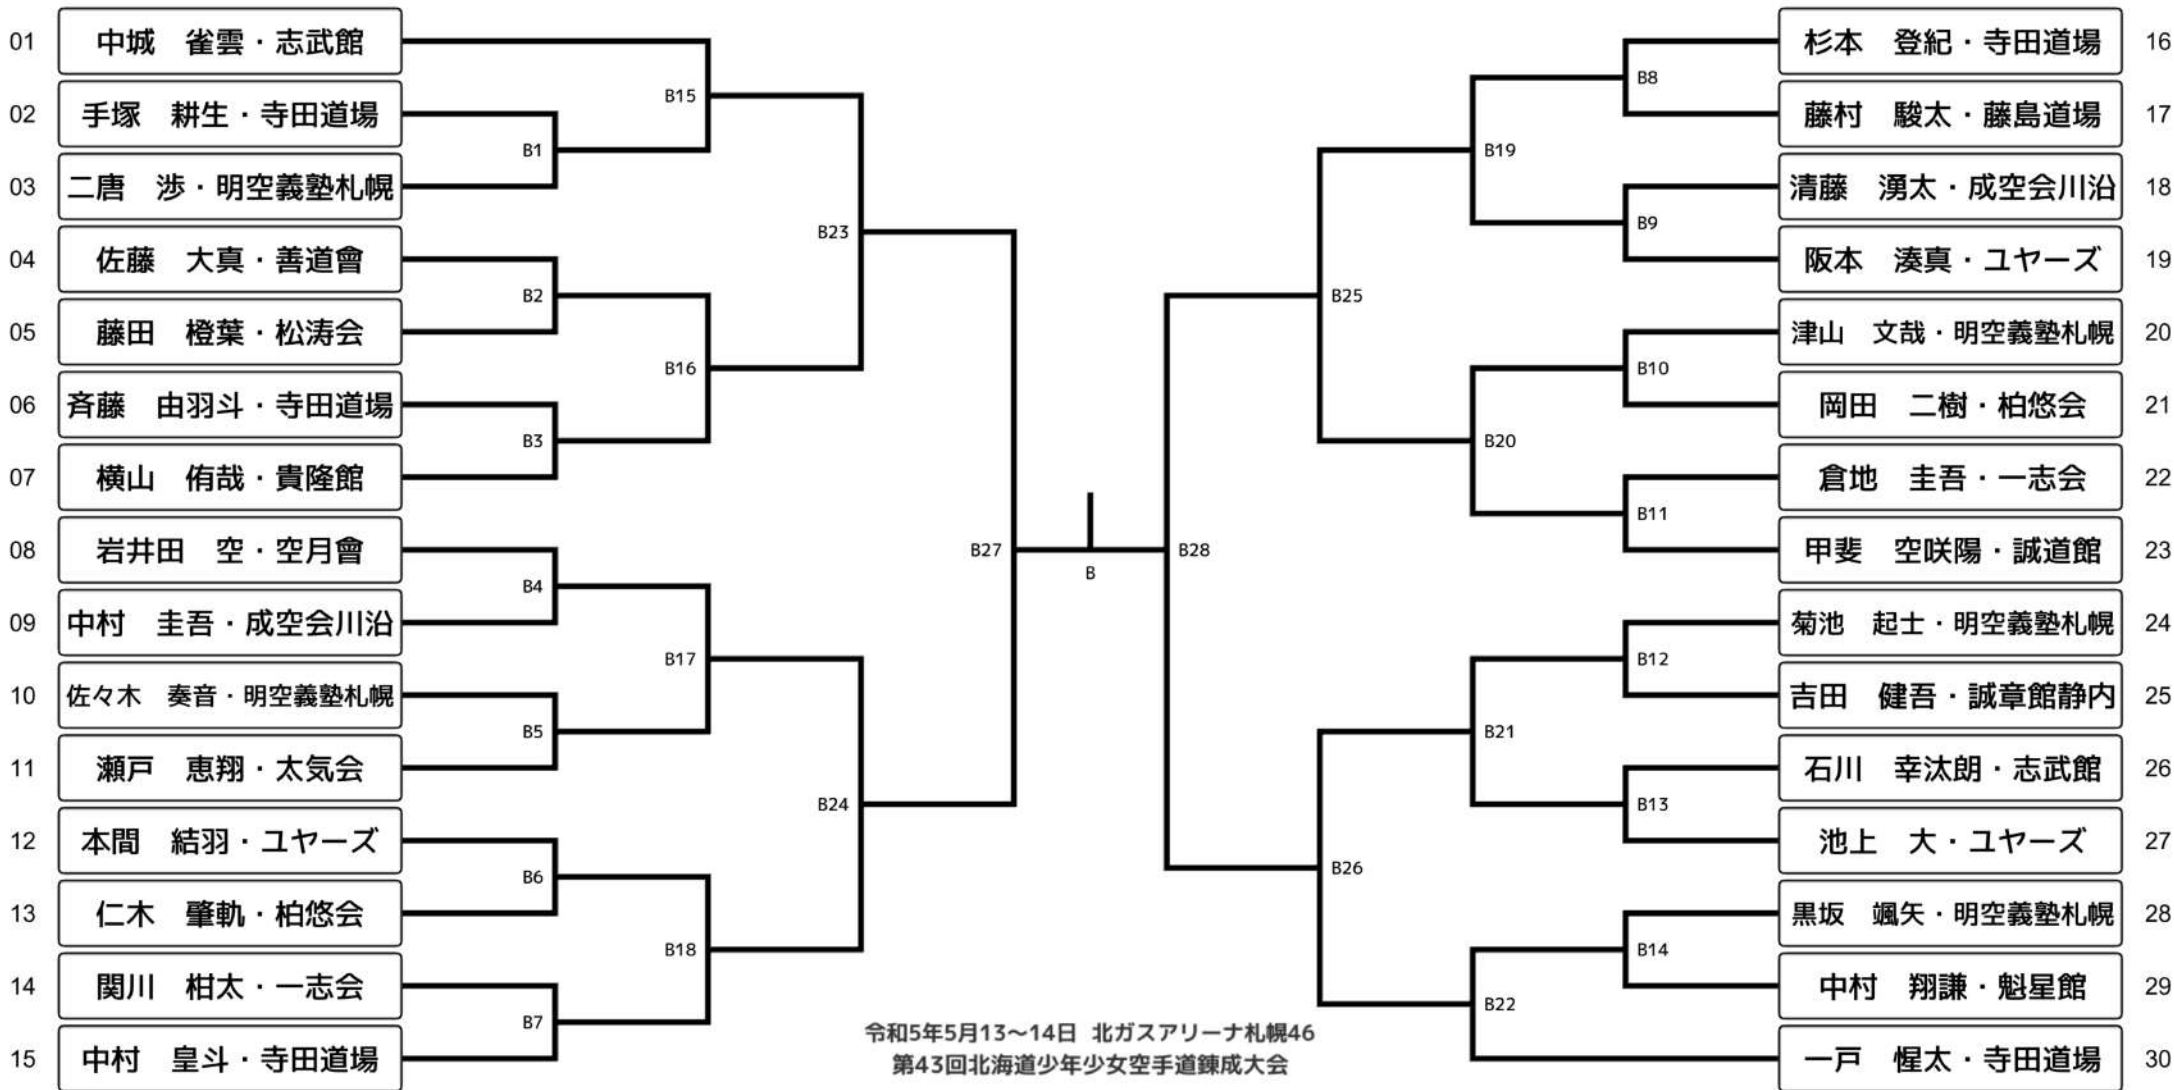 01 中城 雀雲・志武館
02 手塚 耕生・寺田道場
03 二唐 渉・明空義塾札幌
04 佐藤 大真・善道會
05 藤田 橙葉・松涛会
06 斉藤 由羽斗・寺田道場
07 横山 侑哉・貴隆館
08 岩井田 空・空月會
09 中村 圭吾・成空会川沿
10 佐々木 奏音・明空義塾札幌
11 瀬戸 恵翔・太気会
12 本間 結羽・ユヤーズ
13 仁木 肇軌・柏悠会
14 関川 柑太・一志会
15 中村 皇斗・寺田道場
B1
B2
B3
B4
B5
B6
B7
B15
B16
B17
B18
B23
B24
B27
B
B28
B25
B26
B19
B20
B21
B22
B8
B9
B10
B11
B12
B13
B14
杉本 登紀・寺田道場 16
藤村 駿太・藤島道場 17
清藤 湧太・成空会川沿 18
阪本 湊真・ユヤーズ 19
津山 文哉・明空義塾札幌 20
岡田 二樹・柏悠会 21
倉地 圭吾・一志会 22
甲斐 空咲陽・誠道館 23
菊池 起士・明空義塾札幌 24
吉田 健吾・誠章館静内 25
石川 幸汰朗・志武館 26
池上 大・ユヤーズ 27
黒坂 颯矢・明空義塾札幌 28
中村 翔謙・魁星館 29
一戸 惺太・寺田道場 30
令和5年5月13〜14日 北ガスアリーナ札幌46
第43回北海道少年少女空手道錬成大会